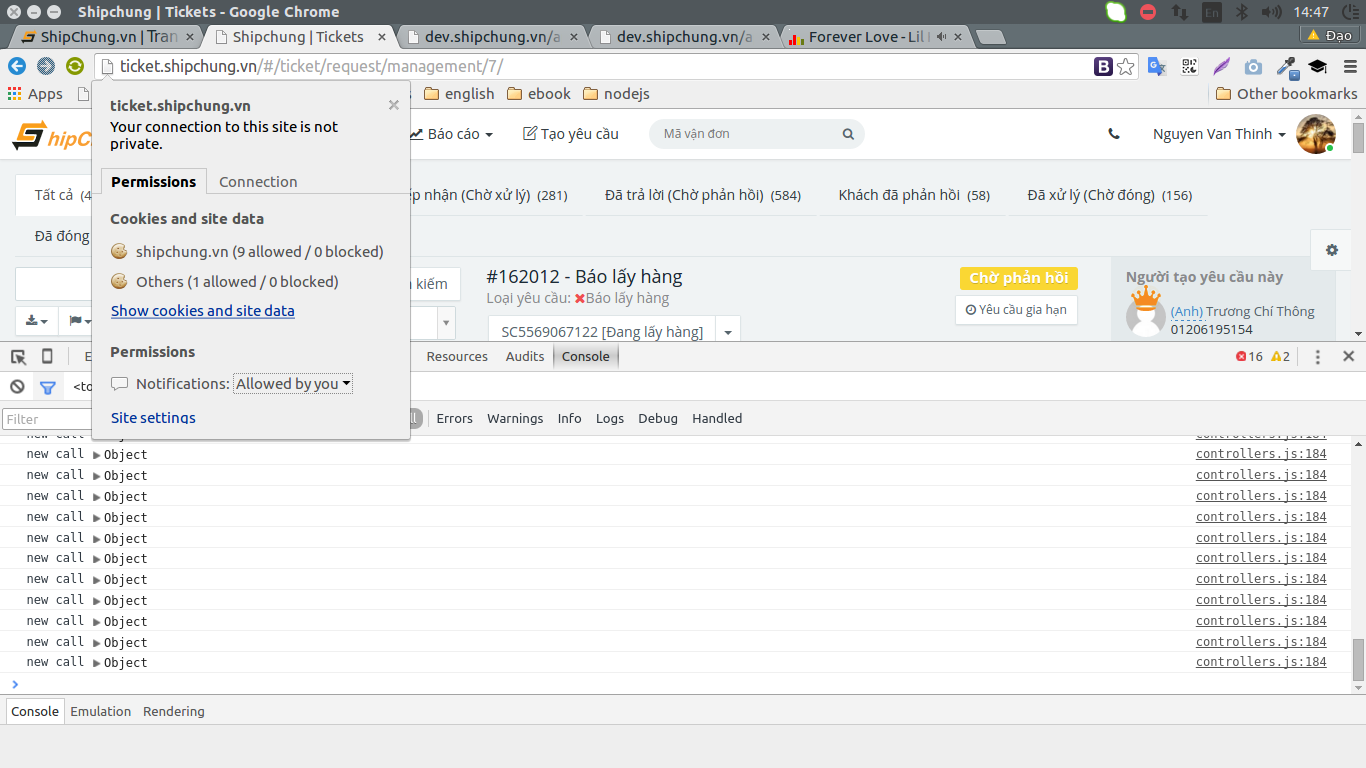 Shipchung | Tickets - Google Chrome
En
14:47
ShipChung.vn | Tran
Shipchung | Tickets
dev.shipchung.vn/a
dev.shipchung.vn/a
Forever Love - Lil
Đạo
ticket.shipchung.vn/#/ticket/request/management/7/
B
Apps
english
ebook
nodejs
Other bookmarks
ticket.shipchung.vn
Your connection to this site is not
private.
Permissions
Connection
Cookies and site data
shipchung.vn (9 allowed / 0 blocked)
Others (1 allowed / 0 blocked)
Show cookies and site data
Permissions
Notifications: Allowed by you
Site settings
hipC
Báo cáo
Tạo yêu cầu
Mã vận đơn
Nguyen Van Thinh
Tất cả (4
ếp nhận (Chờ xử lý) (281)
Đã trả lời (Chờ phản hồi) (584)
Khách đã phản hồi (58)
Đã xử lý (Chờ đóng) (156)
Đã đóng
kiếm
#162012 - Báo lấy hàng
Loại yêu cầu: Báo lấy hàng
Chờ phản hồi
Yêu cầu gia hạn
SC5569067122 [Đang lấy hàng]
Người tạo yêu cầu này
(Anh) Trương Chí Thông
01206195154
E
Resources
Audits
Console
16
2
<to
Filter
Errors
Warnings
Info
Logs
Debug
Handled
new call
controllers.js:184
new call Object controllers.js:184
new call Object controllers.js:184
new call Object controllers.js:184
new call Object controllers.js:184
new call Object controllers.js:184
new call Object controllers.js:184
new call Object controllers.js:184
new call Object controllers.js:184
new call Object controllers.js:184
new call Object controllers.js:184
new call Object controllers.js:184
Console
Emulation
Rendering